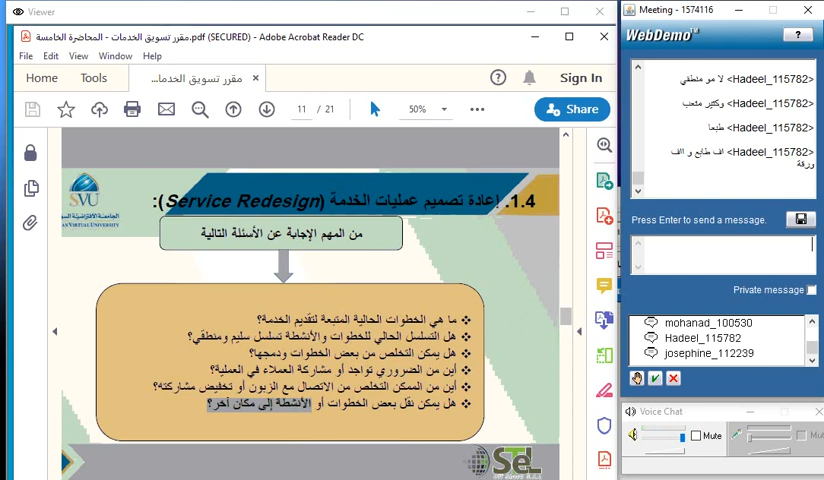 Viewer
Meeting - 1574116
مقرر تسويق الخدمات - المحاضرة الخامسة.pdf (SECURED) - Adobe Acrobat Reader DC
File Edit View Window Help
Home Tools
مقرر تسويق الخدما...
Sign In
11 / 21
50%
Share
SVU
1.4. إعادة تصميم عمليات الخدمة (Service Redesign):
من المهم الإجابة عن الأسئلة التالية
ما هي الخطوات الحالية المتبعة لتقديم الخدمة؟
هل التسلسل الحالي للخطوات والأنشطة تسلسل سليم ومنطقي؟
هل يمكن التخلص من بعض الخطوات ودمجها؟
أين من الضروري تواجد أو مشاركة العملاء في العملية؟
أين من الممكن التخلص من الاتصال مع الزبون أو تخفيض مشاركته؟
هل يمكن نقل بعض الخطوات أو الأنشطة إلى مكان أخر؟
WebDemo™
?
<Hadeel_115782> لا مو منطقي
<Hadeel_115782> وكتير متعب
<Hadeel_115782> طبعا
<Hadeel_115782> اف طابع و الف
ورقة
Press Enter to send a message.
Private message
mohanad_100530
Hadeel_115782
josephine_112239
Voice Chat
Mute
Mute